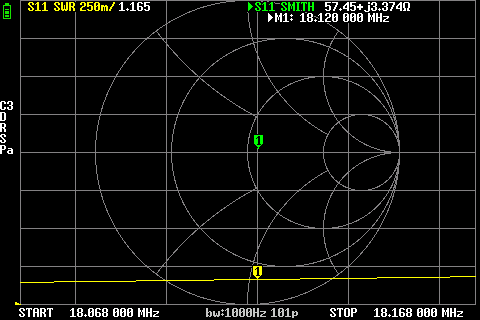 S11 SWR 250m/ 1.165 ▶S11 SMITH 57.45+j3.374Ω
▶M1: 18.120 000 MHz
C3
D
R
S
Pa
1
1
START 18.068 000 MHz bw:1000Hz 101p STOP 18.168 000 MHz